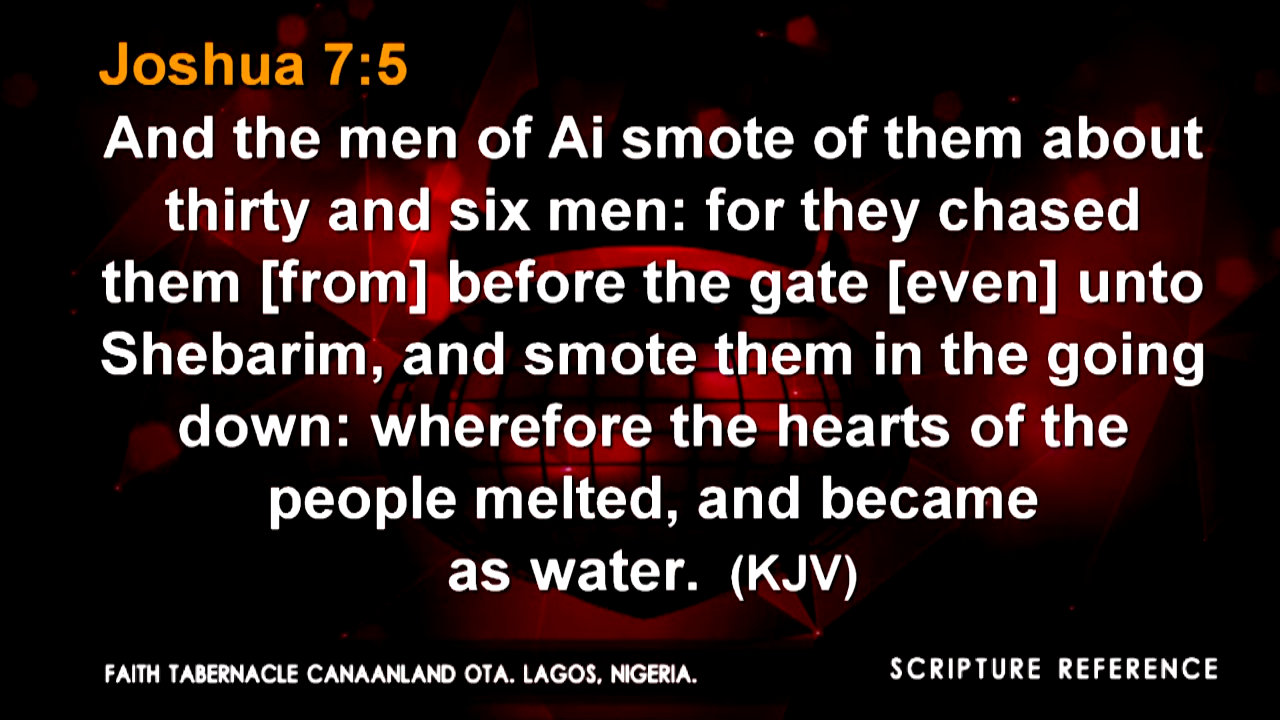 Joshua 7:5
And the men of Ai smote of them about
thirty and six men: for they chased
them [from] before the gate [even] unto
Shebarim, and smote them in the going
down: wherefore the hearts of the
people melted, and became
as water. (KJV)
FAITH TABERNACLE CANAANLAND OTA. LAGOS, NIGERIA.
SCRIPTURE REFERENCE